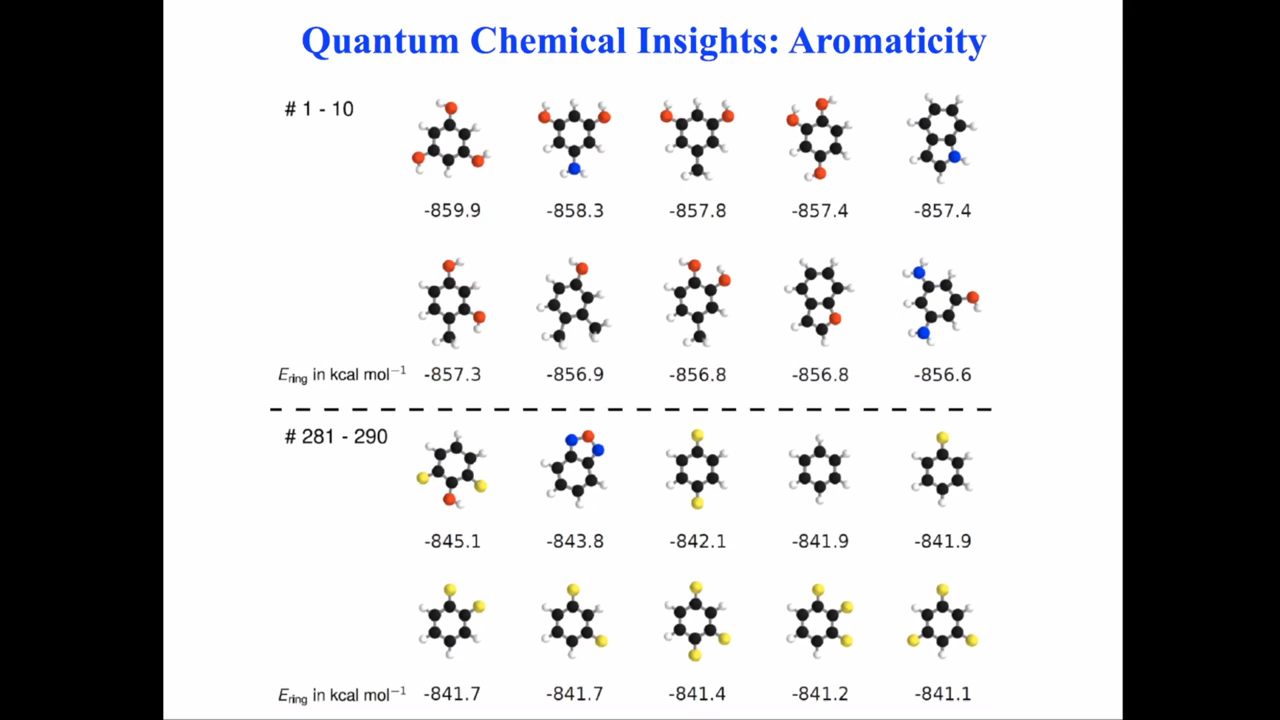 Quantum Chemical Insights: Aromaticity
# 1 - 10
-859.9 -858.3 -857.8 -857.4 -857.4
E_ring in kcal mol⁻¹ -857.3 -856.9 -856.8 -856.8 -856.6
# 281 - 290
-845.1 -843.8 -842.1 -841.9 -841.9
E_ring in kcal mol⁻¹ -841.7 -841.7 -841.4 -841.2 -841.1